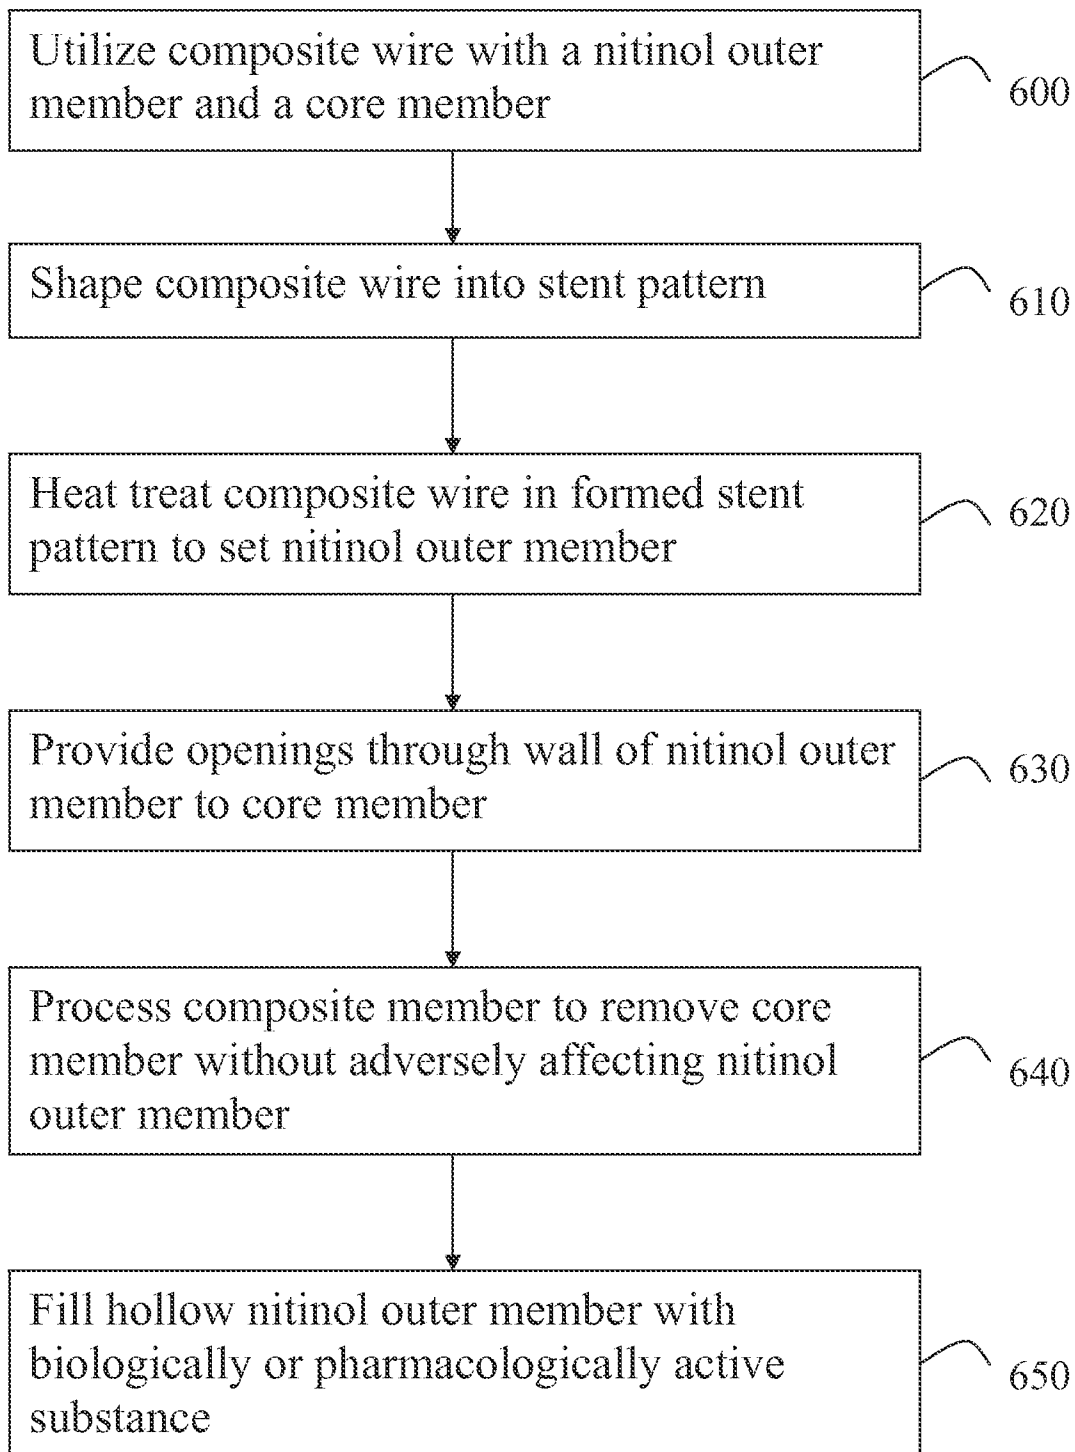 Utilize composite wire with a nitinol outer
member and a core member
600
Shape composite wire into stent pattern
610
Heat treat composite wire in formed stent
pattern to set nitinol outer member
620
Provide openings through wall of nitinol outer
member to core member
630
Process composite member to remove core
member without adversely affecting nitinol
outer member
640
Fill hollow nitinol outer member with
biologically or pharmacologically active
substance
650